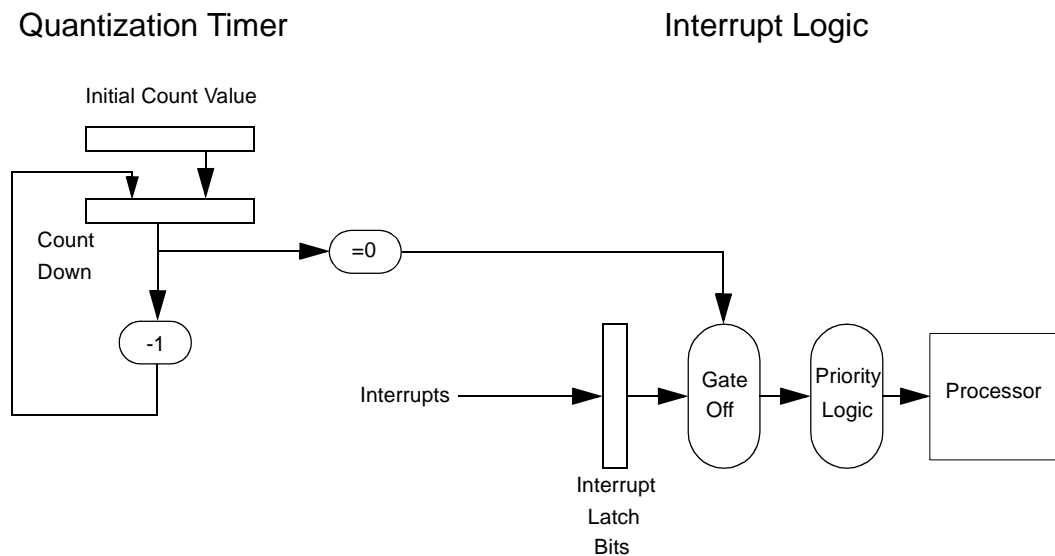 Quantization Timer
Interrupt Logic
Initial Count Value
Count
Down
=0
-1
Interrupts
Gate
Off
Priority
Logic
Processor
Interrupt
Latch
Bits